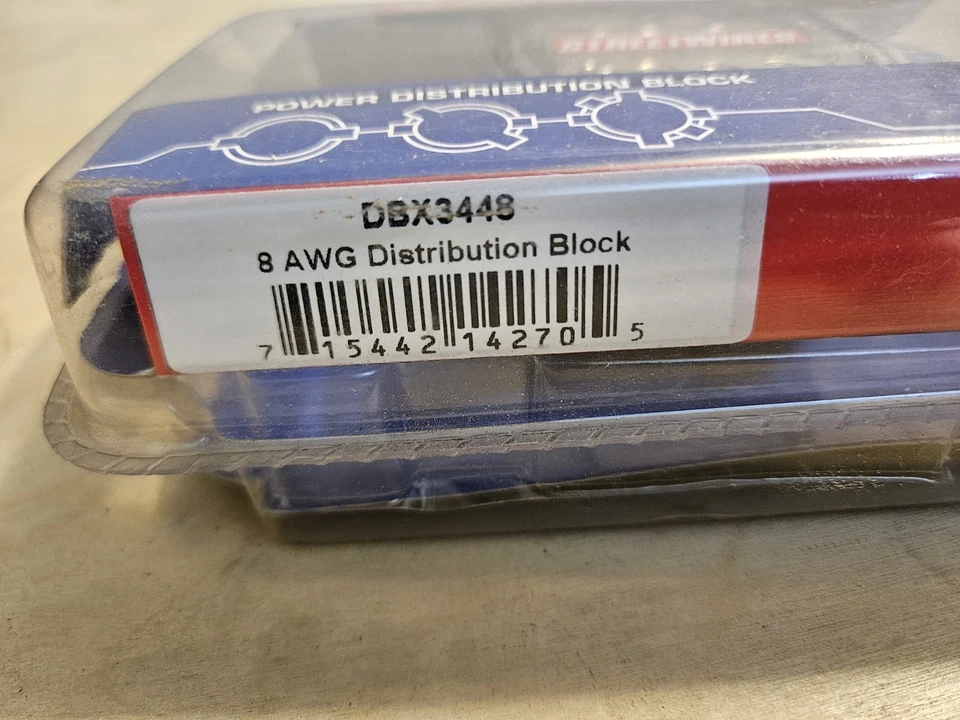 STREETWIRES
POWER DISTRIBUTION BLOCK
DBX3448
8 AWG Distribution Block
7 15442 14270 5